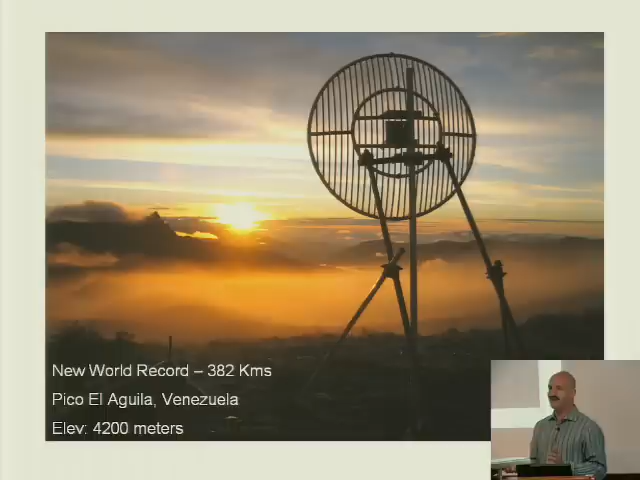 New World Record – 382 Kms
Pico El Aguila, Venezuela
Elev: 4200 meters